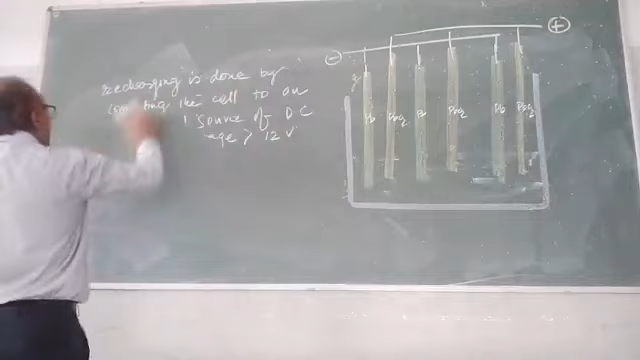 Recharging is done by
the cell to an
source of DC
> 12 V
+
-
Pb PbO2 Pb PbO2 Pb PbO2